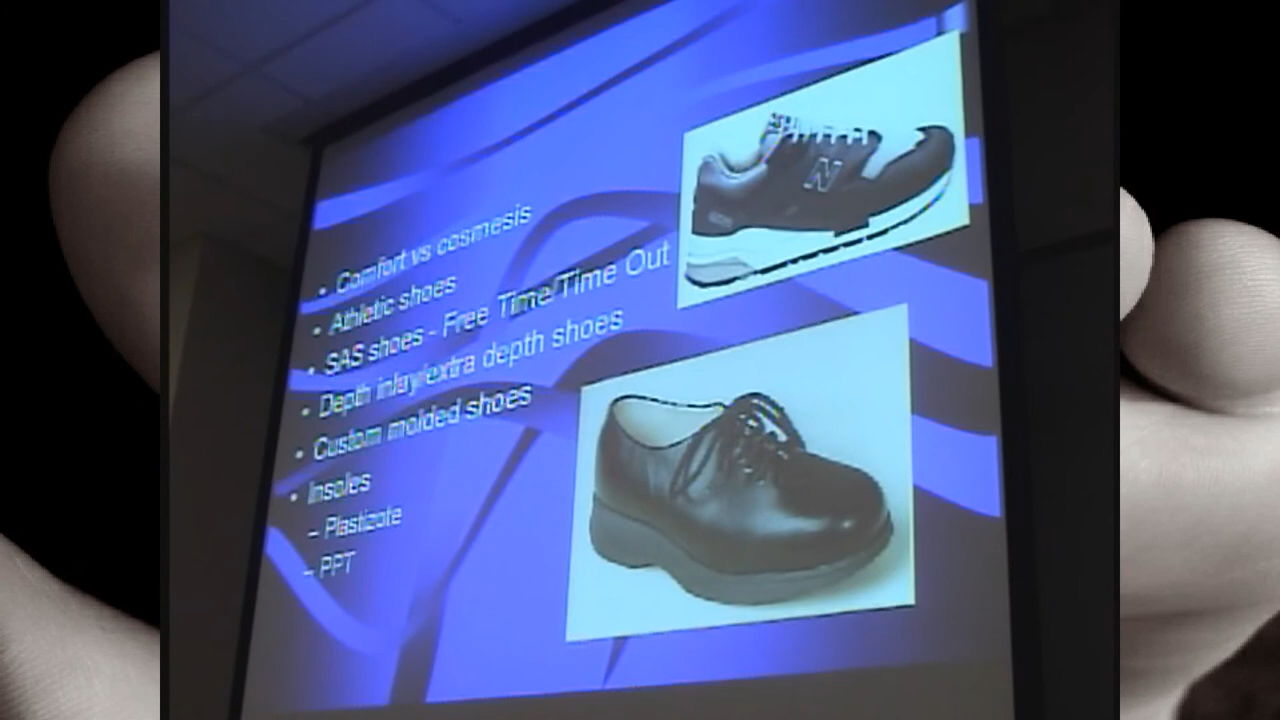 • Comfort vs cosmesis
• Athletic shoes
• SAS shoes - Free Time/Time Out
• Depth inlay/extra depth shoes
• Custom molded shoes
• Insoles
– Plastizote
– PPT
N